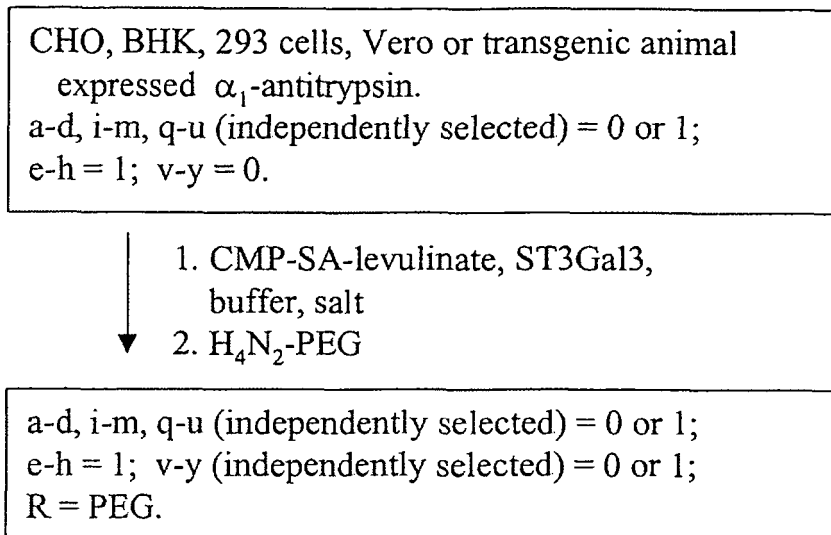 CHO, BHK, 293 cells, Vero or transgenic animal
expressed α₁-antitrypsin.
a-d, i-m, q-u (independently selected) = 0 or 1;
e-h = 1; v-y = 0.
1. CMP-SA-levulinate, ST3Gal3,
buffer, salt
2. H₄N₂-PEG
a-d, i-m, q-u (independently selected) = 0 or 1;
e-h = 1; v-y (independently selected) = 0 or 1;
R = PEG.